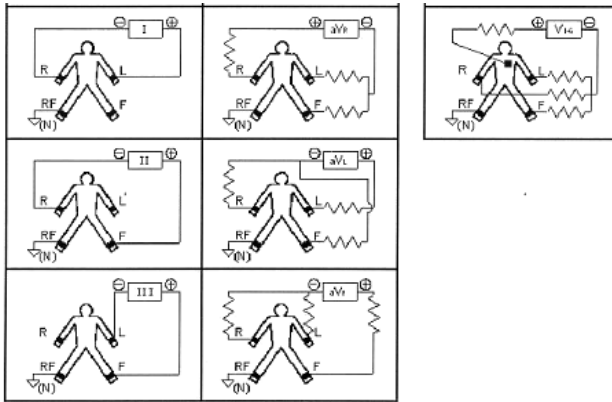 ⊖ I ⊕
R L
RF F
(N)
⊕ aVR ⊖
R L
RF F
(N)
⊕ V1-6 ⊖
R L
RF F
(N)
⊖ II ⊕
R L'
RF F
(N)
⊖ aVL ⊕
R L
RF F
(N)
⊖ III ⊕
R L
RF F
(N)
⊖ aVF ⊕
R L
RF F
(N)